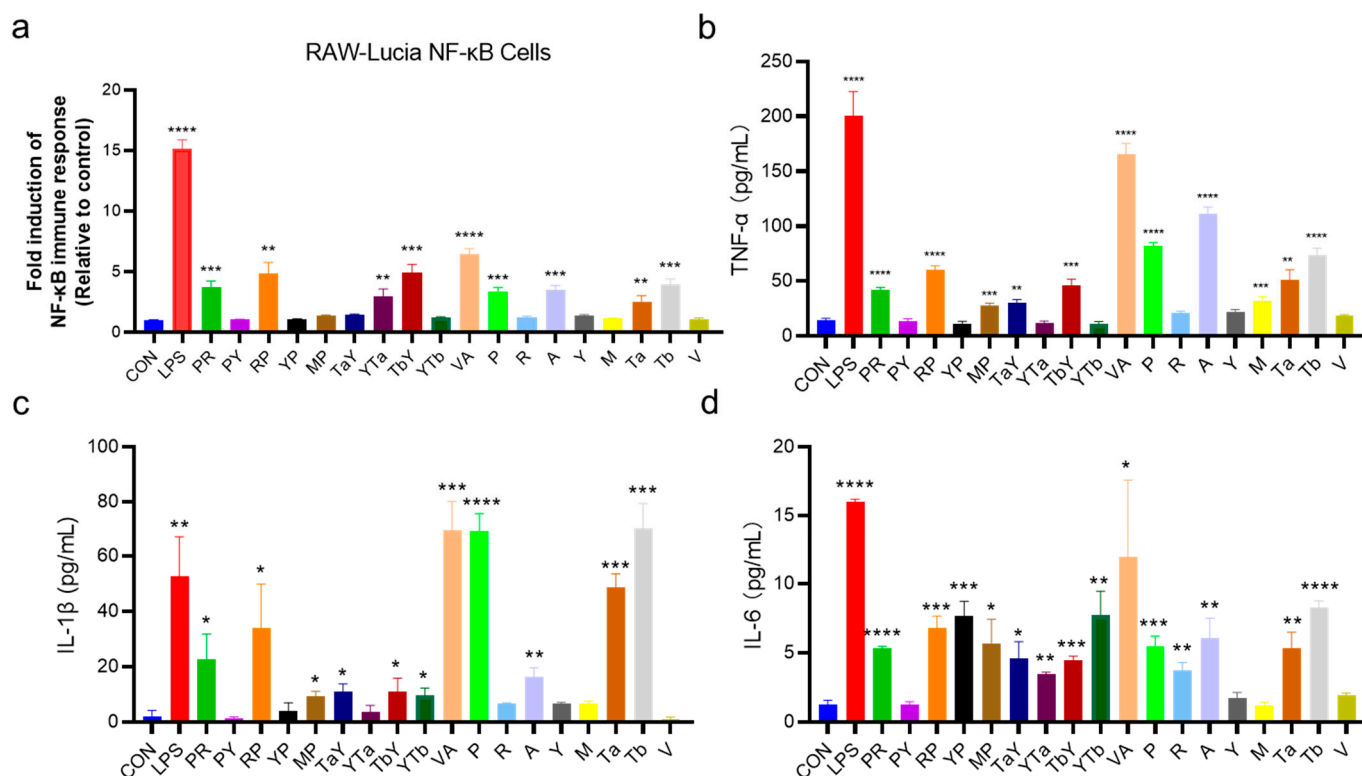 a
RAW-Lucia NF-κB Cells
Fold induction of
NF-κB immune response
(Relative to control)
20
15
10
5
0
**** *** ** ** *** **** *** *** ** ***
CON LPS PR PY RP YP MP TaY YTa TbY YTb VA P R A Y M Ta Tb V
b
TNF-α (pg/mL)
250
200
150
100
50
0
**** **** **** *** ** *** **** **** **** *** ** ****
CON LPS PR PY RP YP MP TaY YTa TbY YTb VA P R A Y M Ta Tb V
c
IL-1β (pg/mL)
100
80
60
40
20
0
** * * * * * * *** **** ** *** ***
CON LPS PR PY RP YP MP TaY YTa TbY YTb VA P R A Y M Ta Tb V
d
IL-6 (pg/mL)
20
15
10
5
0
**** **** *** *** * * ** *** ** * *** ** ** ** ****
CON LPS PR PY RP YP MP TaY YTa TbY YTb VA P R A Y M Ta Tb V